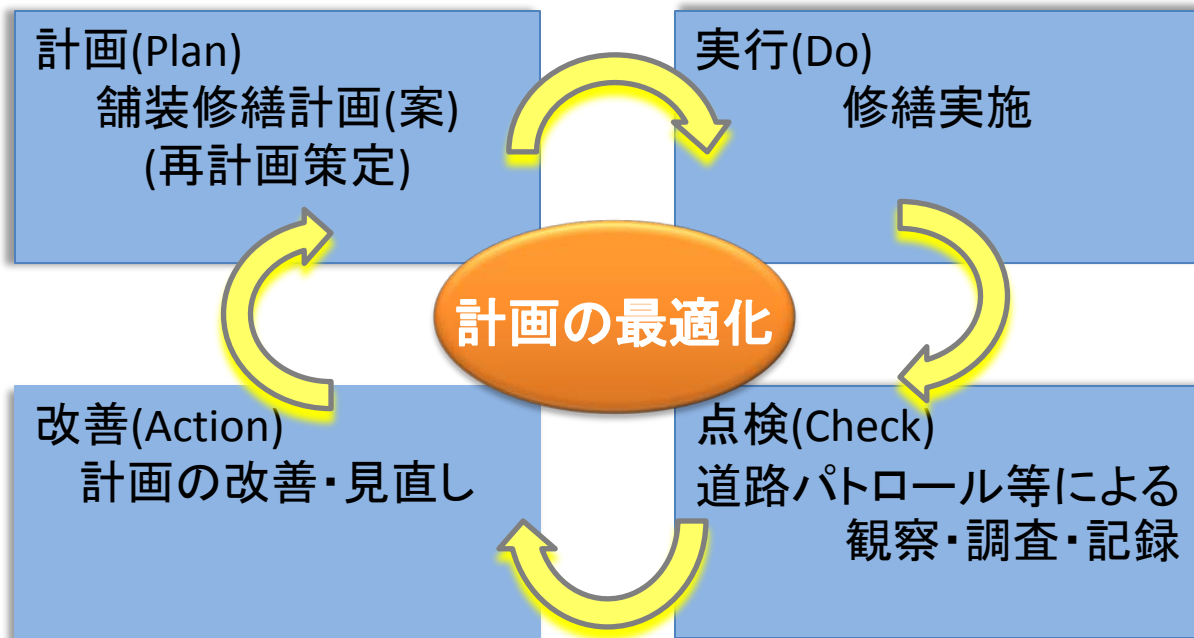 計画(Plan)
舗装修繕計画(案)
(再計画策定)
実行(Do)
修繕実施
計画の最適化
改善(Action)
計画の改善・見直し
点検(Check)
道路パトロール等による
観察・調査・記録